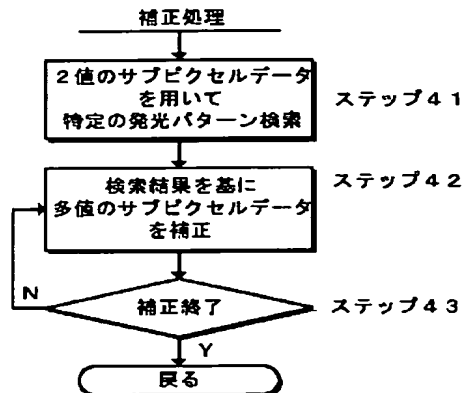 補正処理
2値のサブピクセルデータ
を用いて
特定の発光パターン検索
ステップ41
検索結果を基に
多値のサブピクセルデータ
を補正
ステップ42
N
補正終了
ステップ43
Y
戻る